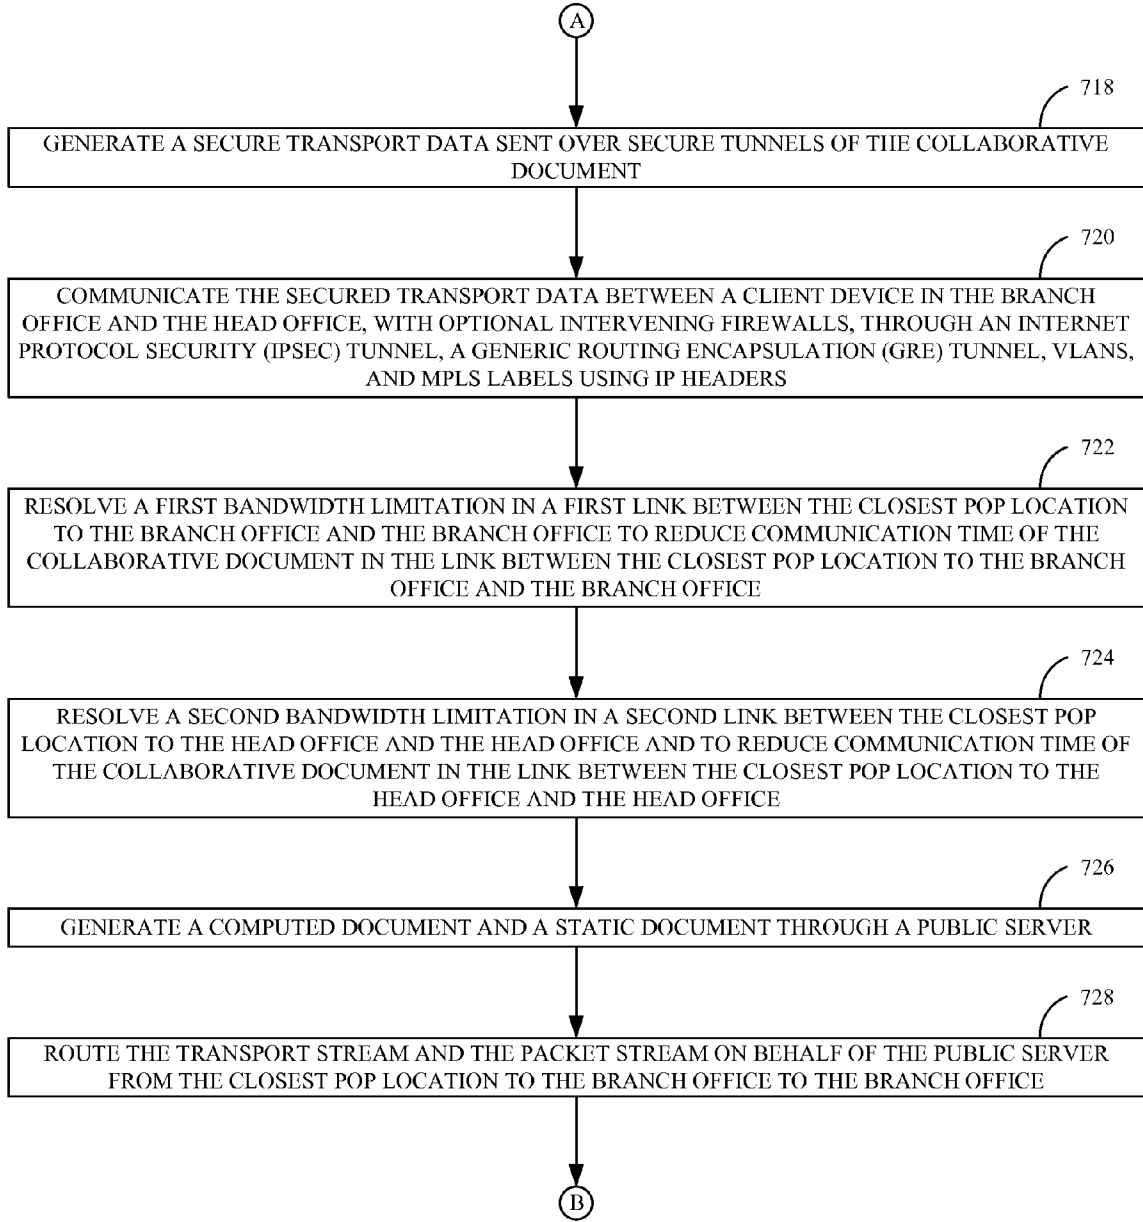 A
718
GENERATE A SECURE TRANSPORT DATA SENT OVER SECURE TUNNELS OF THE COLLABORATIVE
DOCUMENT
720
COMMUNICATE THE SECURED TRANSPORT DATA BETWEEN A CLIENT DEVICE IN THE BRANCH
OFFICE AND THE HEAD OFFICE, WITH OPTIONAL INTERVENING FIREWALLS, THROUGH AN INTERNET
PROTOCOL SECURITY (IPSEC) TUNNEL, A GENERIC ROUTING ENCAPSULATION (GRE) TUNNEL, VLANS,
AND MPLS LABELS USING IP HEADERS
722
RESOLVE A FIRST BANDWIDTH LIMITATION IN A FIRST LINK BETWEEN THE CLOSEST POP LOCATION
TO THE BRANCH OFFICE AND THE BRANCH OFFICE TO REDUCE COMMUNICATION TIME OF THE
COLLABORATIVE DOCUMENT IN THE LINK BETWEEN THE CLOSEST POP LOCATION TO THE BRANCH
OFFICE AND THE BRANCH OFFICE
724
RESOLVE A SECOND BANDWIDTH LIMITATION IN A SECOND LINK BETWEEN THE CLOSEST POP
LOCATION TO THE HEAD OFFICE AND THE HEAD OFFICE AND TO REDUCE COMMUNICATION TIME OF
THE COLLABORATIVE DOCUMENT IN THE LINK BETWEEN THE CLOSEST POP LOCATION TO THE
HEAD OFFICE AND THE HEAD OFFICE
726
GENERATE A COMPUTED DOCUMENT AND A STATIC DOCUMENT THROUGH A PUBLIC SERVER
728
ROUTE THE TRANSPORT STREAM AND THE PACKET STREAM ON BEHALF OF THE PUBLIC SERVER
FROM THE CLOSEST POP LOCATION TO THE BRANCH OFFICE TO THE BRANCH OFFICE
B